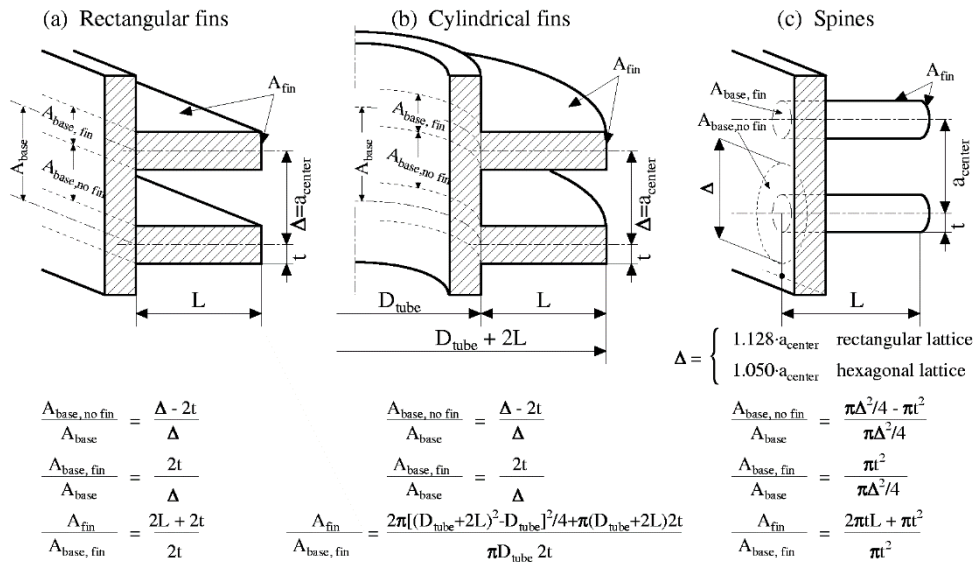 (a) Rectangular fins
A_fin
A_base, fin
A_base
A_base,no fin
Δ=a_center
t
L
(b) Cylindrical fins
A_fin
A_base, fin
A_base
A_base,no fin
Δ=a_center
t
D_tube
L
D_tube + 2L
(c) Spines
A_fin
A_base, fin
A_base,no fin
Δ
a_center
t
L
Δ = { 1.128·a_center rectangular lattice
1.050·a_center hexagonal lattice
A_base, no fin / A_base = (Δ - 2t) / Δ
A_base, fin / A_base = 2t / Δ
A_fin / A_base, fin = (2L + 2t) / 2t
A_base, no fin / A_base = (Δ - 2t) / Δ
A_base, fin / A_base = 2t / Δ
A_fin / A_base, fin = 2π[(D_tube+2L)²-D_tube]²/4+π(D_tube+2L)2t / πD_tube 2t
A_base, no fin / A_base = (πΔ²/4 - πt²) / πΔ²/4
A_base, fin / A_base = πt² / πΔ²/4
A_fin / A_base, fin = (2πtL + πt²) / πt²